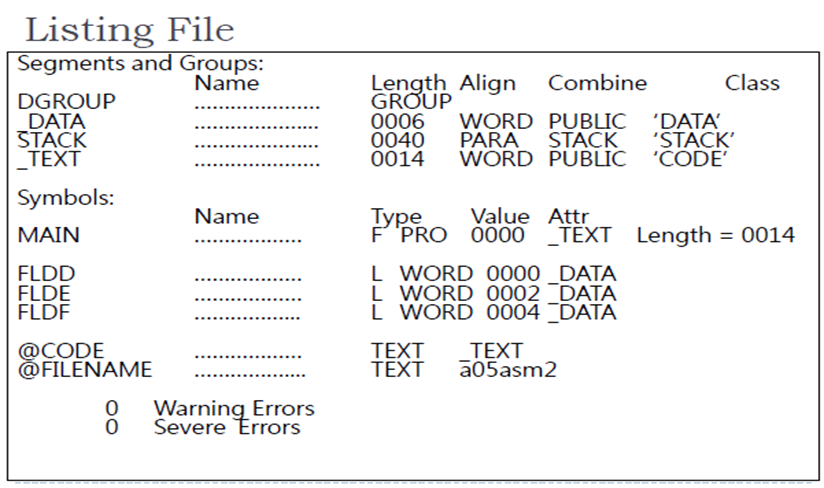 Listing File
Segments and Groups:
Name Length Align Combine Class
DGROUP ..................... GROUP
_DATA ..................... 0006 WORD PUBLIC ’DATA’
STACK ..................... 0040 PARA STACK ’STACK’
_TEXT ..................... 0014 WORD PUBLIC ’CODE’
Symbols:
Name Type Value Attr
MAIN .................. F PRO 0000 _TEXT Length = 0014
FLDD .................. L WORD 0000 _DATA
FLDE .................. L WORD 0002 _DATA
FLDF .................. L WORD 0004 _DATA
@CODE .................. TEXT _TEXT
@FILENAME ................... TEXT a05asm2
0 Warning Errors
0 Severe Errors